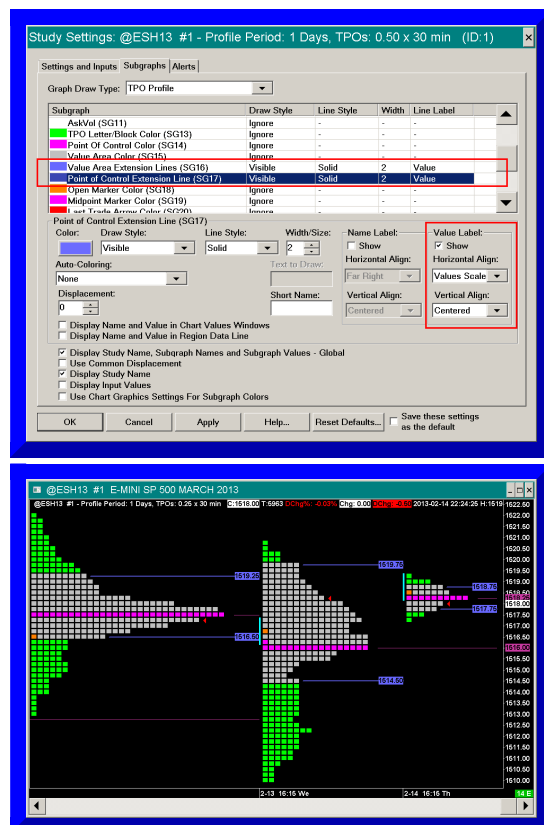 Study Settings: @ESH13 #1 - Profile Period: 1 Days, TPOs: 0.50 x 30 min (ID:1)
Settings and Inputs Subgraphs Alerts
Graph Draw Type: TPO Profile
Subgraph Draw Style Line Style Width Line Label
AskVol (SG11) Ignore - - -
TPO Letter/Block Color (SG13) Ignore - - -
Point Of Control Color (SG14) Ignore - - -
Value Area Color (SG15) Ignore - - -
Value Area Extension Lines (SG16) Visible Solid 2 Value
Point of Control Extension Line (SG17) Visible Solid 2 Value
Open Marker Color (SG18) Ignore - - -
Midpoint Marker Color (SG19) Ignore - - -
Last Trade Arrow Color (SG20) Ignore - - -
Point of Control Extension Line (SG17)
Color: Draw Style: Line Style: Width/Size: Name Label: Value Label:
Visible Solid 2 Show Show
Auto-Coloring: Text to Draw: Horizontal Align: Horizontal Align:
None Far Right Values Scale
Displacement: Short Name: Vertical Align: Vertical Align:
0 Centered Centered
Display Name and Value in Chart Values Windows
Display Name and Value in Region Data Line
Display Study Name, Subgraph Names and Subgraph Values - Global
Use Common Displacement
Display Study Name
Display Input Values
Use Chart Graphics Settings For Subgraph Colors
OK Cancel Apply Help... Reset Defaults... Save these settings
as the default
@ESH13 #1 E-MINI SP 500 MARCH 2013
@ESH13 #1 - Profile Period: 1 Days, TPOs: 0.25 x 30 min C:1518.00 T:5963 DChg%: -0.03% Chg: 0.00 DChg: -0.50 2013-02-14 22:24:25 H:1519
1522.50
1522.00
1521.50
1521.00
1520.50
1520.00
1519.75
1519.50
1519.25
1519.00
1518.75
1518.50
1518.00
1517.75
1517.50
1517.00
1516.50
1516.50
1516.00
1515.50
1515.00
1514.50
1514.50
1514.00
1513.50
1513.00
1512.50
1512.00
1511.50
1511.00
1510.50
1510.00
2-13 16:15 We 2-14 16:15 Th 14 E